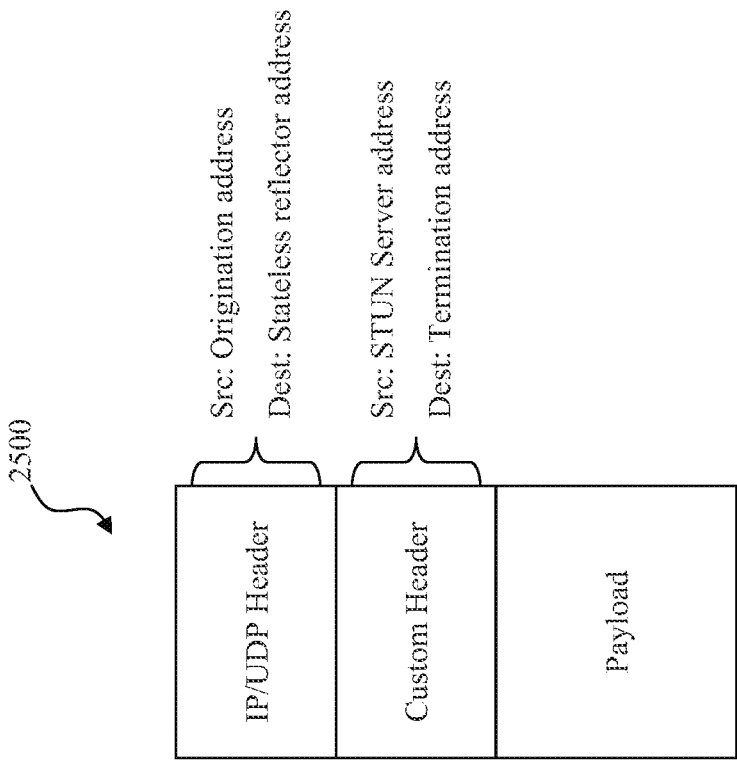 2500
IP/UDP Header
Src: Origination address
Dest: Stateless reflector address
Custom Header
Src: STUN Server address
Dest: Termination address
Payload